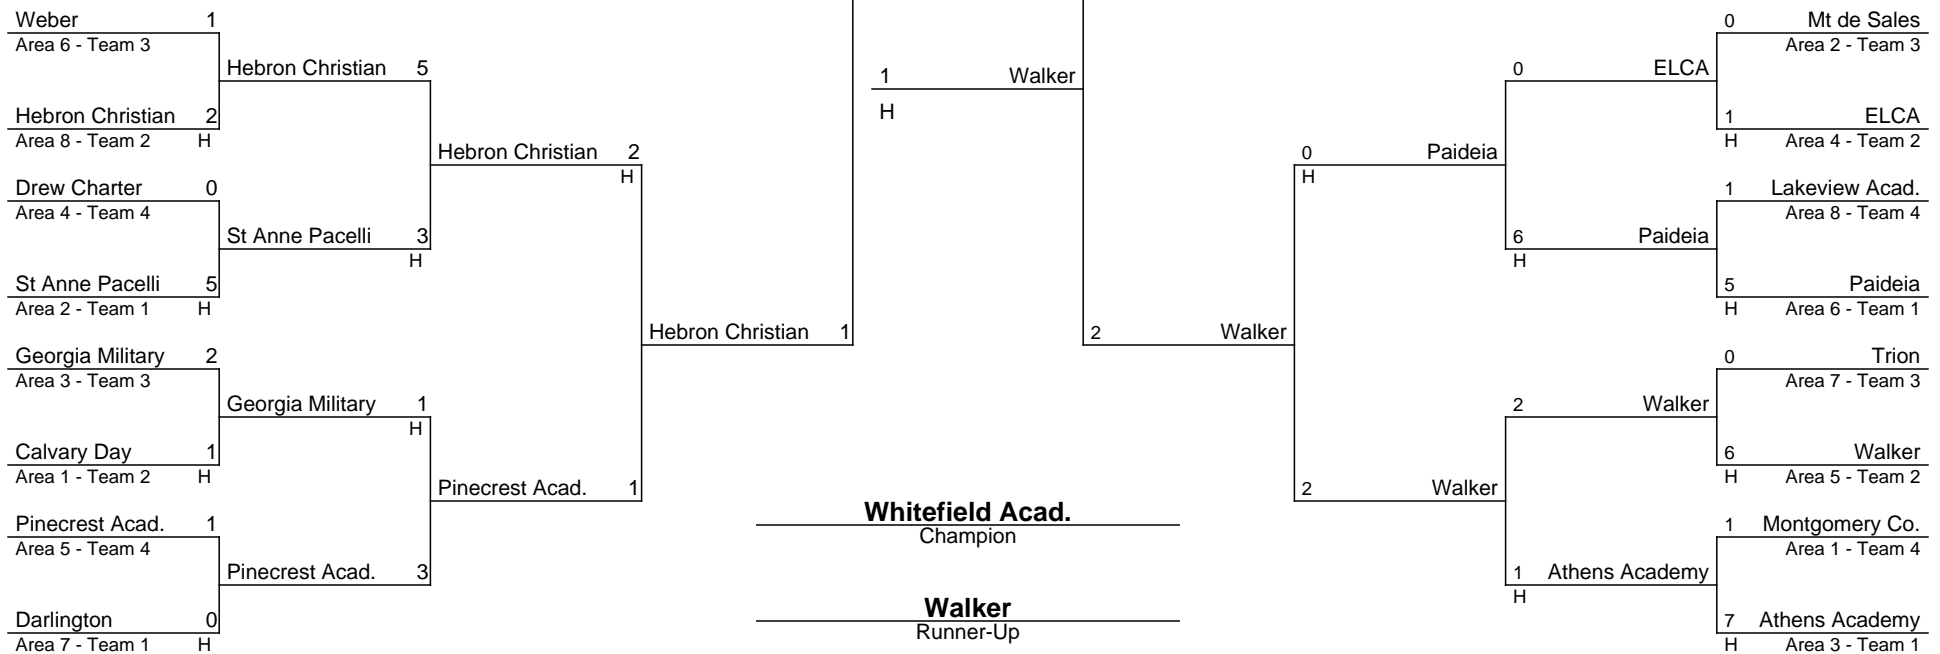 Weber 1
Area 6 - Team 3
Hebron Christian 5
Hebron Christian 2
Area 8 - Team 2 H
Hebron Christian 2
H
Drew Charter 0
Area 4 - Team 4
St Anne Pacelli 3
H
St Anne Pacelli 5
Area 2 - Team 1 H
Hebron Christian 1
Georgia Military 2
Area 3 - Team 3
Georgia Military 1
H
Calvary Day 1
Area 1 - Team 2 H
Pinecrest Acad. 1
Pinecrest Acad. 1
Area 5 - Team 4
Pinecrest Acad. 3
Darlington 0
Area 7 - Team 1 H
1 Walker
H
Whitefield Acad.
Champion
Walker
Runner-Up
2 Walker
0 Paideia
H
2 Walker
0 ELCA
6 Paideia
H
2 Walker
1 Athens Academy
H
0 Mt de Sales
Area 2 - Team 3
1 ELCA
H Area 4 - Team 2
1 Lakeview Acad.
Area 8 - Team 4
5 Paideia
H Area 6 - Team 1
0 Trion
Area 7 - Team 3
6 Walker
H Area 5 - Team 2
1 Montgomery Co.
Area 1 - Team 4
7 Athens Academy
H Area 3 - Team 1